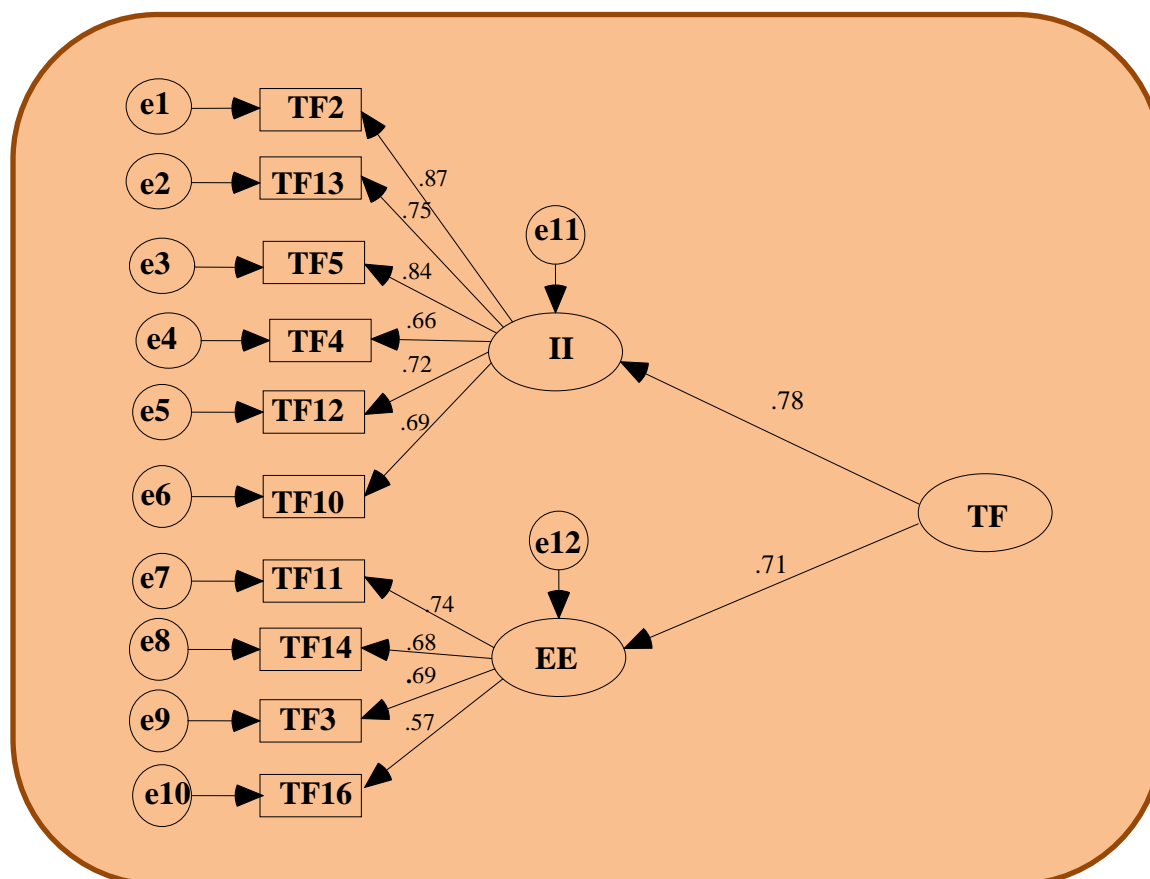 e1
TF2
e2
TF13
.87
.75
e3
TF5
.84
e11
e4
TF4
.66
II
e5
TF12
.72
.78
e6
TF10
.69
e12
TF
e7
TF11
.74
.71
e8
TF14
.68
EE
e9
TF3
.69
e10
TF16
.57